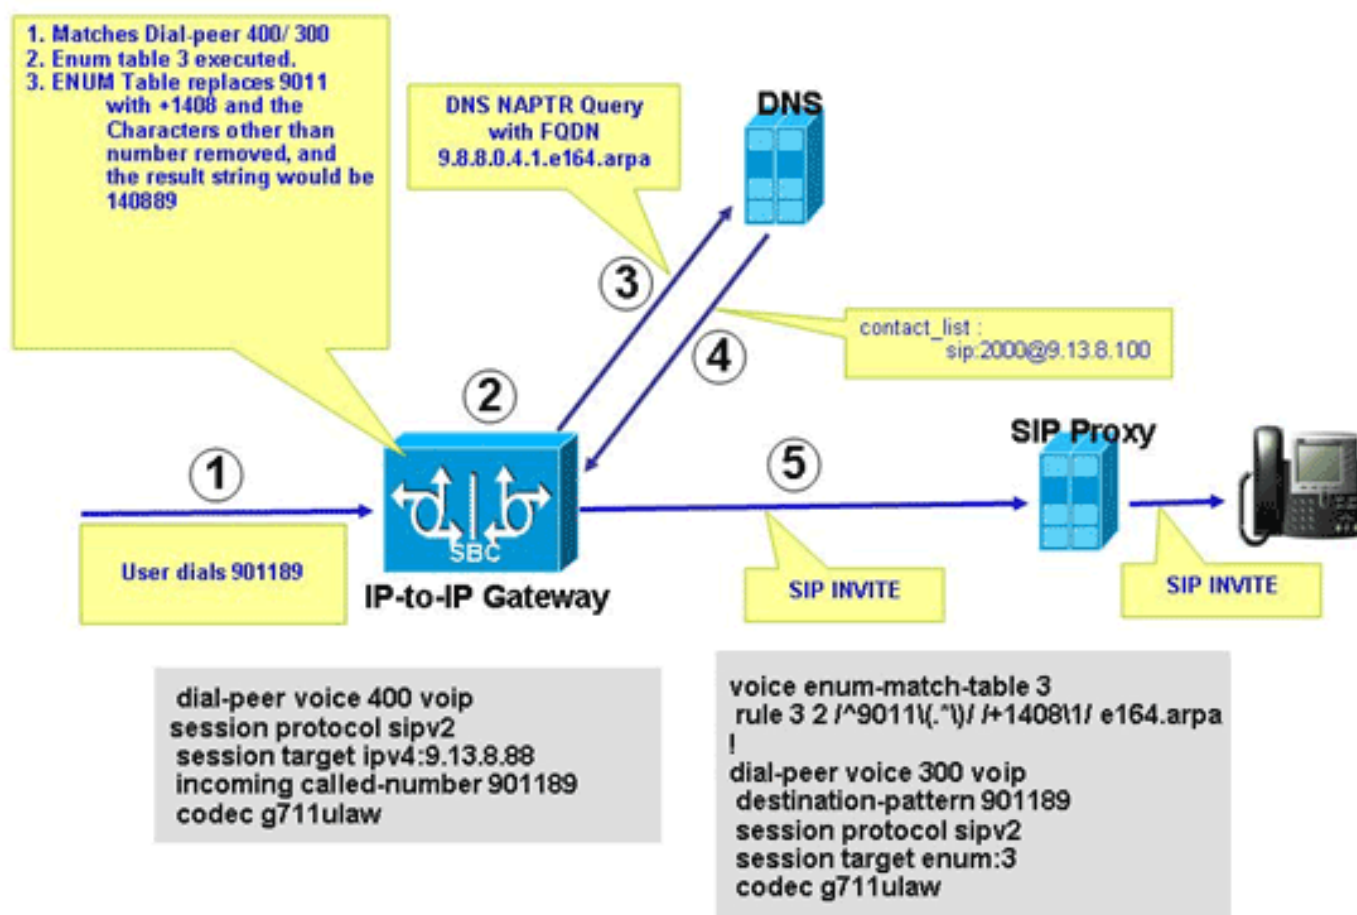 1. Matches Dial-peer 400/ 300
2. Enum table 3 executed.
3. ENUM Table replaces 9011
with +1408 and the
Characters other than
number removed, and
the result string would be
140889
DNS NAPTR Query
with FQDN
9.8.8.0.4.1.e164.arpa
DNS
3
4
contact_list :
sip:2000@9.13.8.100
2
1
User dials 901189
SBC
IP-to-IP Gateway
5
SIP INVITE
SIP Proxy
SIP INVITE
dial-peer voice 400 voip
session protocol sipv2
session target ipv4:9.13.8.88
incoming called-number 901189
codec g711ulaw
voice enum-match-table 3
rule 3 2 /^9011\(.*\)/ /+1408\1/ e164.arpa
!
dial-peer voice 300 voip
destination-pattern 901189
session protocol sipv2
session target enum:3
codec g711ulaw